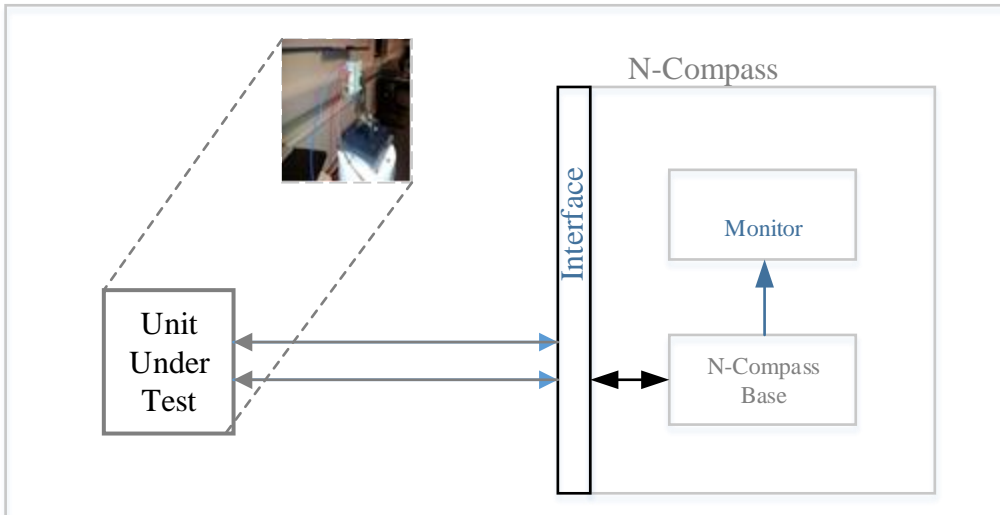 N-Compass
Interface
Monitor
Unit
Under
Test
N-Compass
Base